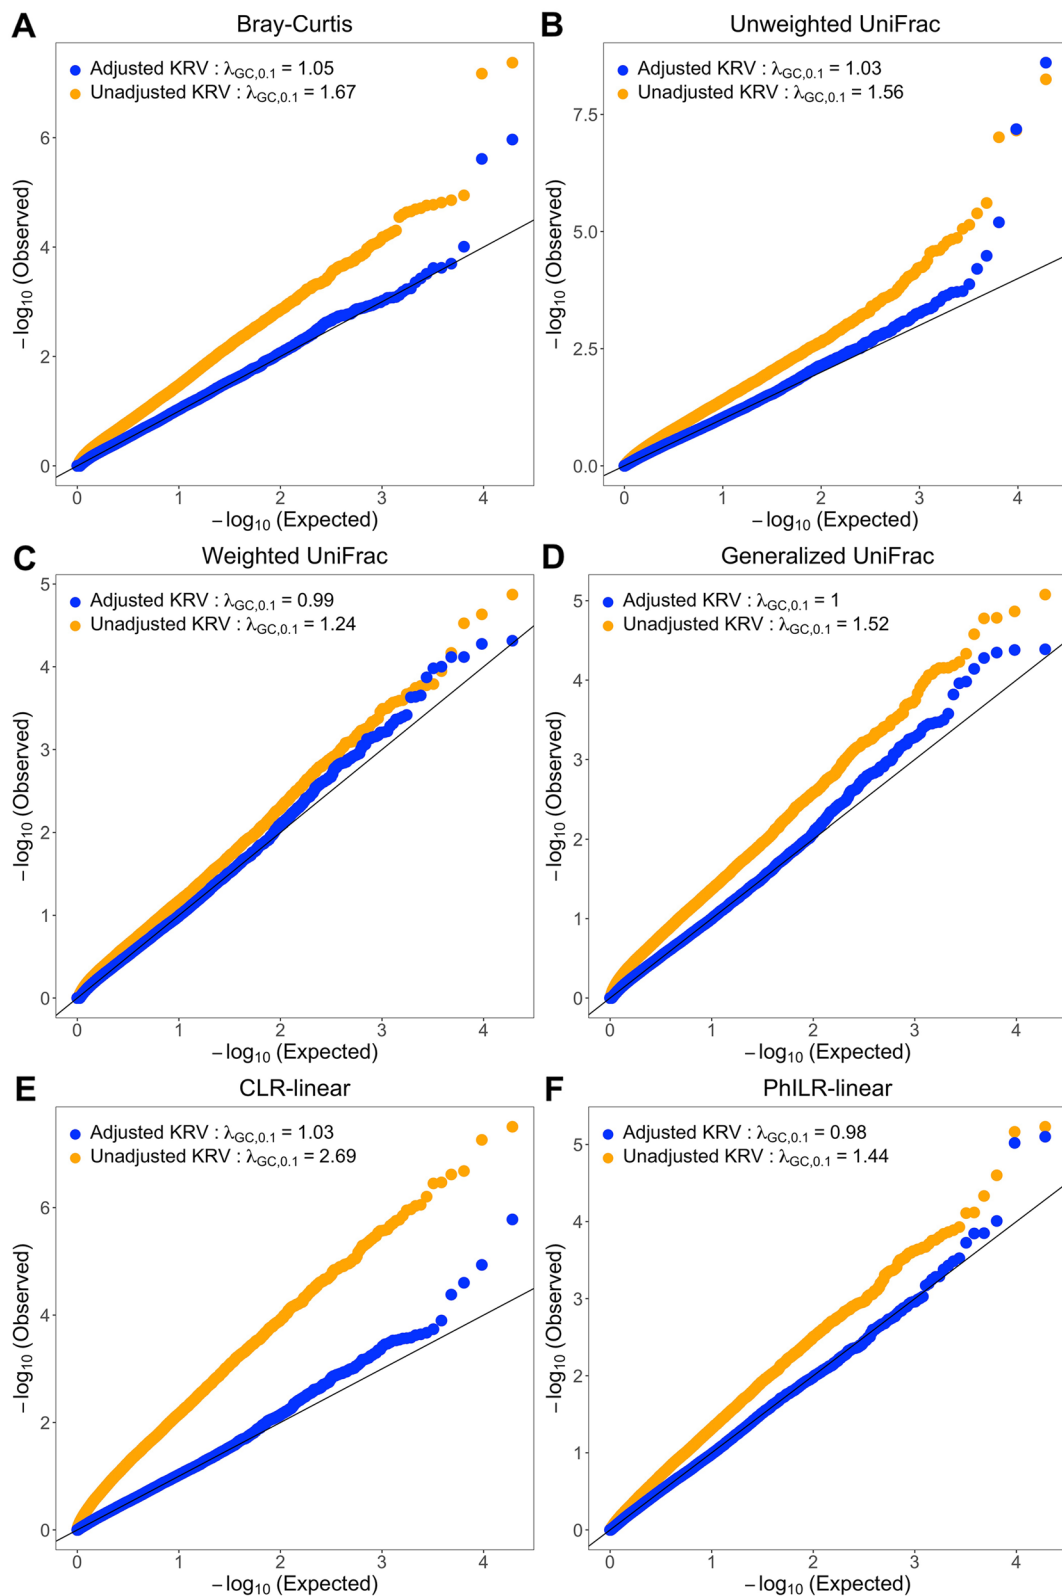 A Bray-Curtis
Adjusted KRV : λGC,0.1 = 1.05
Unadjusted KRV : λGC,0.1 = 1.67
6
4
2
0
−log10 (Observed)
0 1 2 3 4
−log10 (Expected)
B Unweighted UniFrac
Adjusted KRV : λGC,0.1 = 1.03
Unadjusted KRV : λGC,0.1 = 1.56
7.5
5.0
2.5
0.0
−log10 (Observed)
0 1 2 3 4
−log10 (Expected)
C Weighted UniFrac
Adjusted KRV : λGC,0.1 = 0.99
Unadjusted KRV : λGC,0.1 = 1.24
5
4
3
2
1
0
−log10 (Observed)
0 1 2 3 4
−log10 (Expected)
D Generalized UniFrac
Adjusted KRV : λGC,0.1 = 1
Unadjusted KRV : λGC,0.1 = 1.52
5
4
3
2
1
0
−log10 (Observed)
0 1 2 3 4
−log10 (Expected)
E CLR-linear
Adjusted KRV : λGC,0.1 = 1.03
Unadjusted KRV : λGC,0.1 = 2.69
6
4
2
0
−log10 (Observed)
0 1 2 3 4
−log10 (Expected)
F PhILR-linear
Adjusted KRV : λGC,0.1 = 0.98
Unadjusted KRV : λGC,0.1 = 1.44
5
4
3
2
1
0
−log10 (Observed)
0 1 2 3 4
−log10 (Expected)